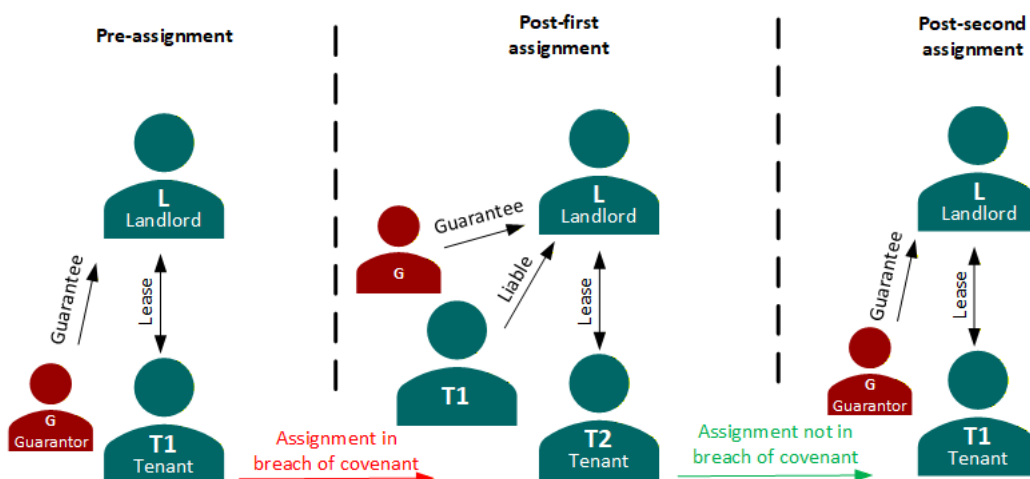 Pre-assignment
L
Landlord
Guarantee
Lease
G
Guarantor
T1
Tenant
Assignment in
breach of covenant
Post-first
assignment
L
Landlord
Guarantee
G
Liable
Lease
T1
T2
Tenant
Assignment not in
breach of covenant
Post-second
assignment
L
Landlord
Guarantee
Lease
G
Guarantor
T1
Tenant